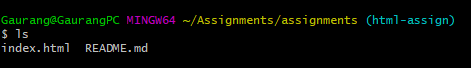 Gaurang@GaurangPC MINGW64 ~/Assignments/assignments (html-assign)
$ ls
index.html  README.md